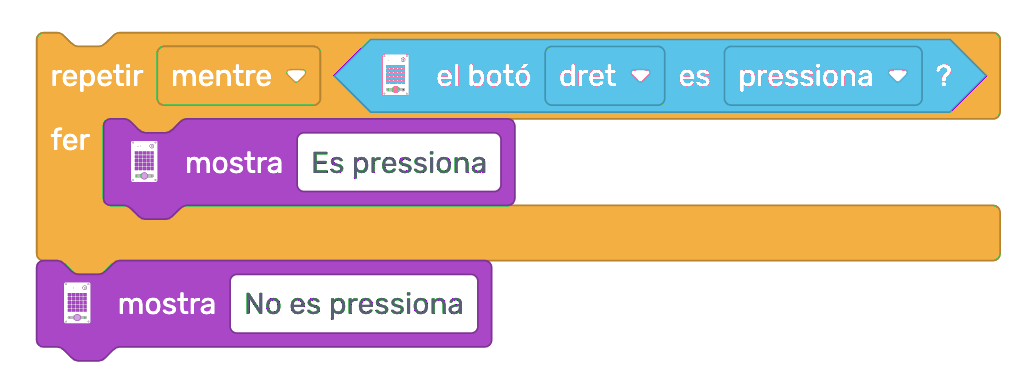 repetir mentre el botó dret es pressiona ?
fer mostra Es pressiona
mostra No es pressiona